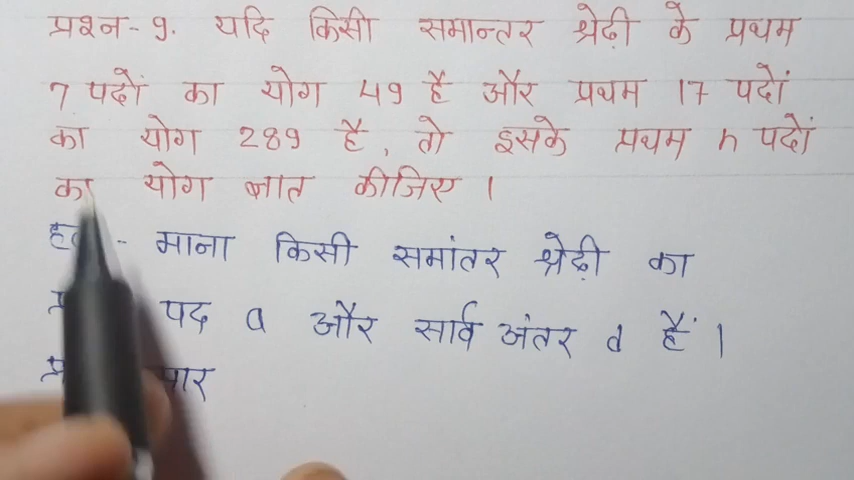 प्रश्न- 9. यदि किसी समान्तर श्रेढ़ी के प्रथम
7 पदों का योग 49 है और प्रथम 17 पदों
का योग 289 है, तो इसके प्रथम n पदों
का योग ज्ञात कीजिए ।
माना किसी समांतर श्रेढ़ी का
पद a और सार्व अंतर d हैं ।